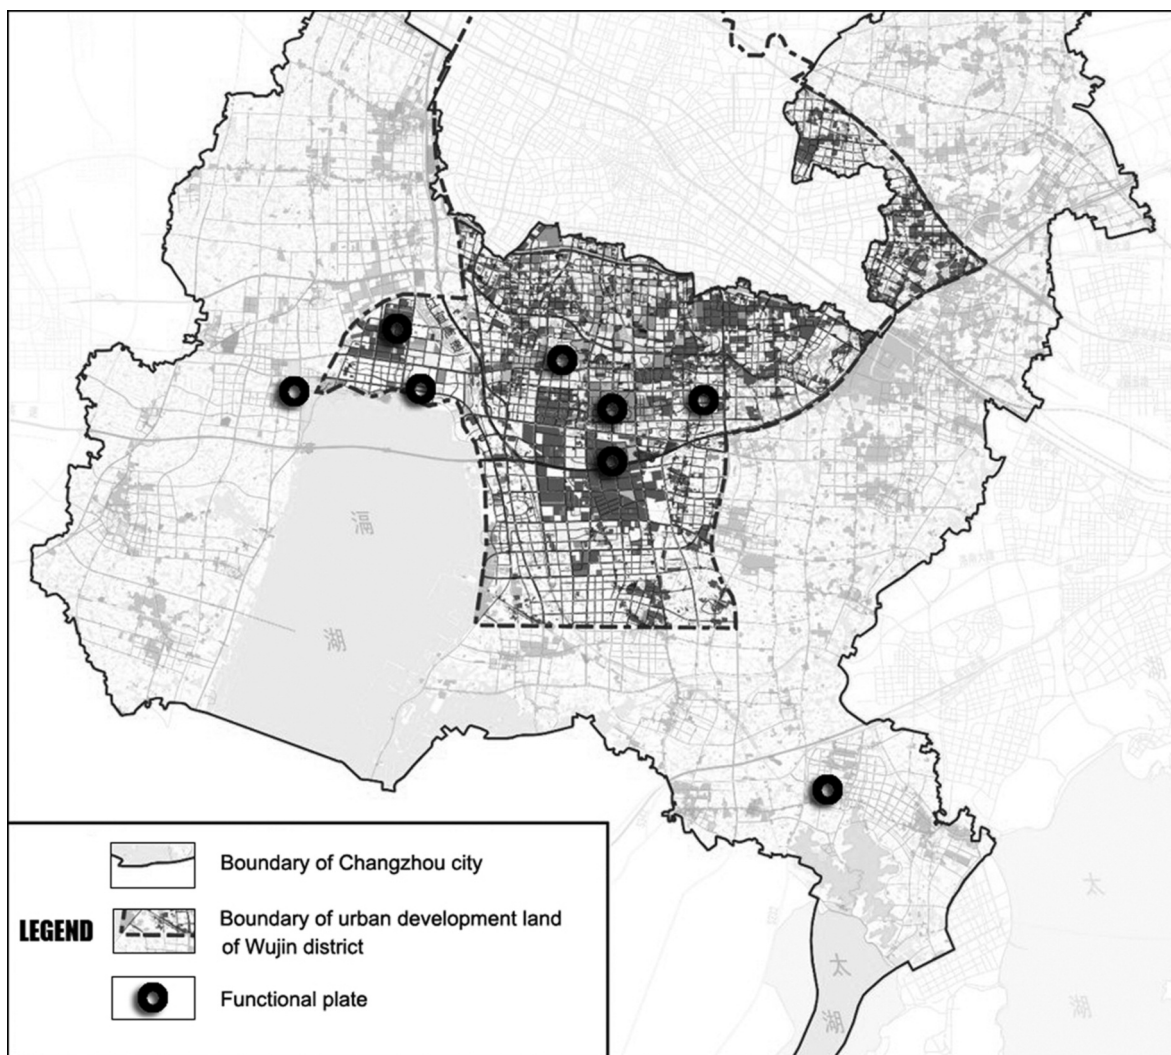 滆
湖
太
湖
太
湖
LEGEND
Boundary of Changzhou city
Boundary of urban development land
of Wujin district
Functional plate